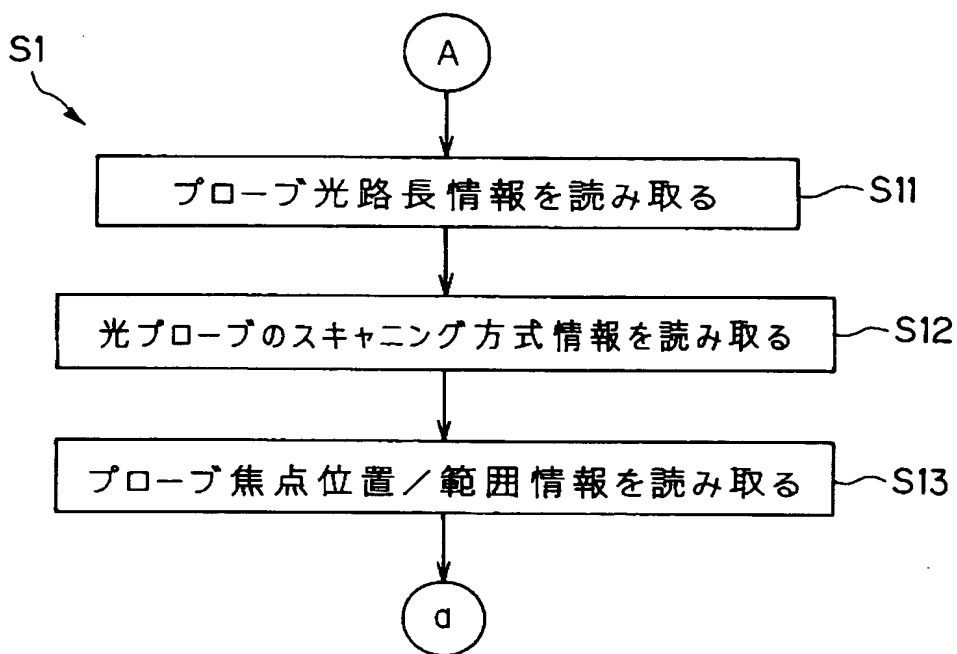 S1
A
プローブ光路長情報を読み取る
S11
光プローブのスキャニング方式情報を読み取る
S12
プローブ焦点位置/範囲情報を読み取る
S13
a